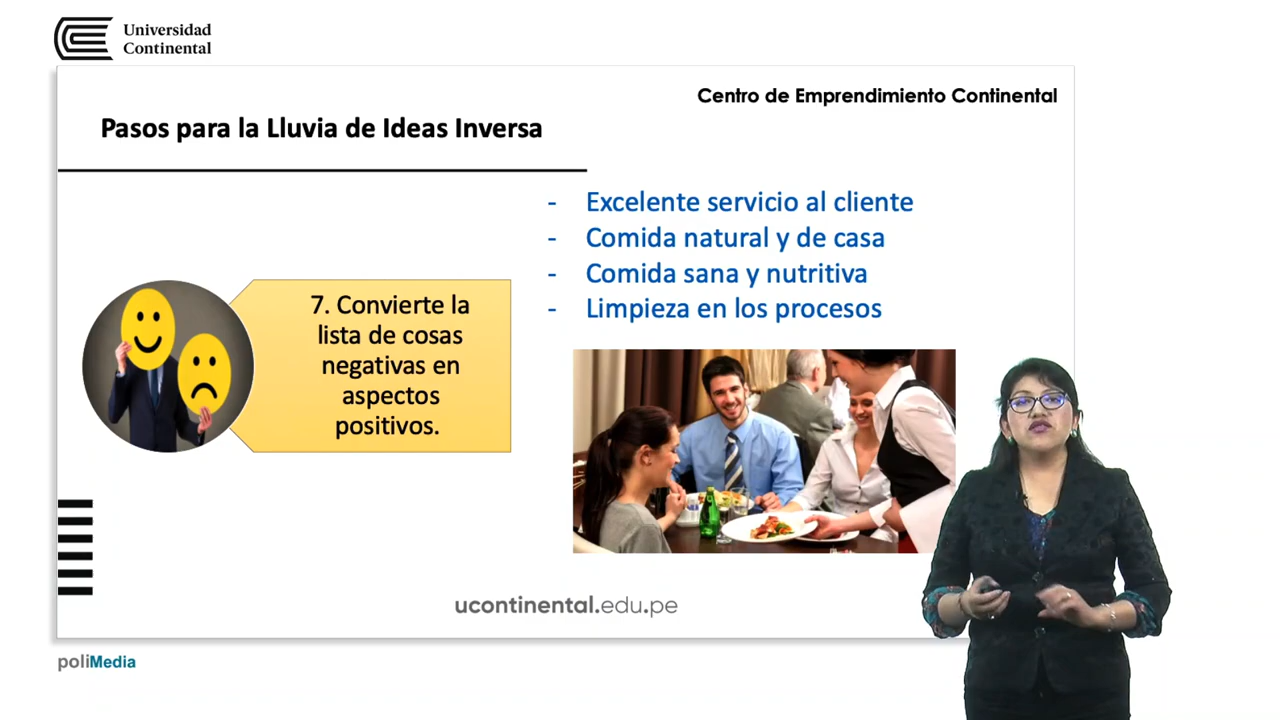 Universidad
Continental
Centro de Emprendimiento Continental
Pasos para la Lluvia de Ideas Inversa
- Excelente servicio al cliente
- Comida natural y de casa
- Comida sana y nutritiva
- Limpieza en los procesos
7. Convierte la
lista de cosas
negativas en
aspectos
positivos.
ucontinental.edu.pe
poliMedia